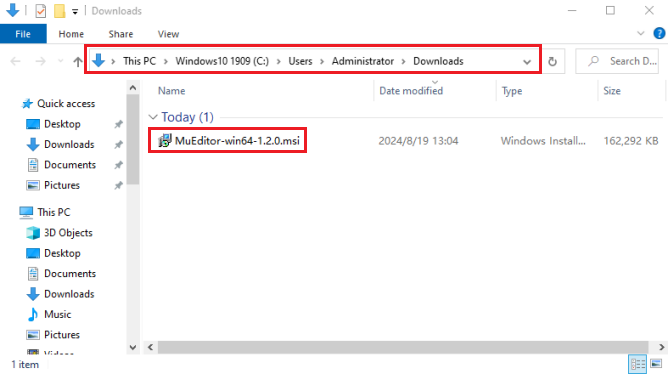 Downloads
File Home Share View
This PC Windows10 1909 (C:) Users Administrator Downloads Search D...
Name Date modified Type Size
Quick access
Desktop
Downloads
Documents
Pictures
This PC
3D Objects
Desktop
Documents
Downloads
Music
Pictures
Videos
Today (1)
MuEditor-win64-1.2.0.msi 2024/8/19 13:04 Windows Install... 162,292 KB
1 item